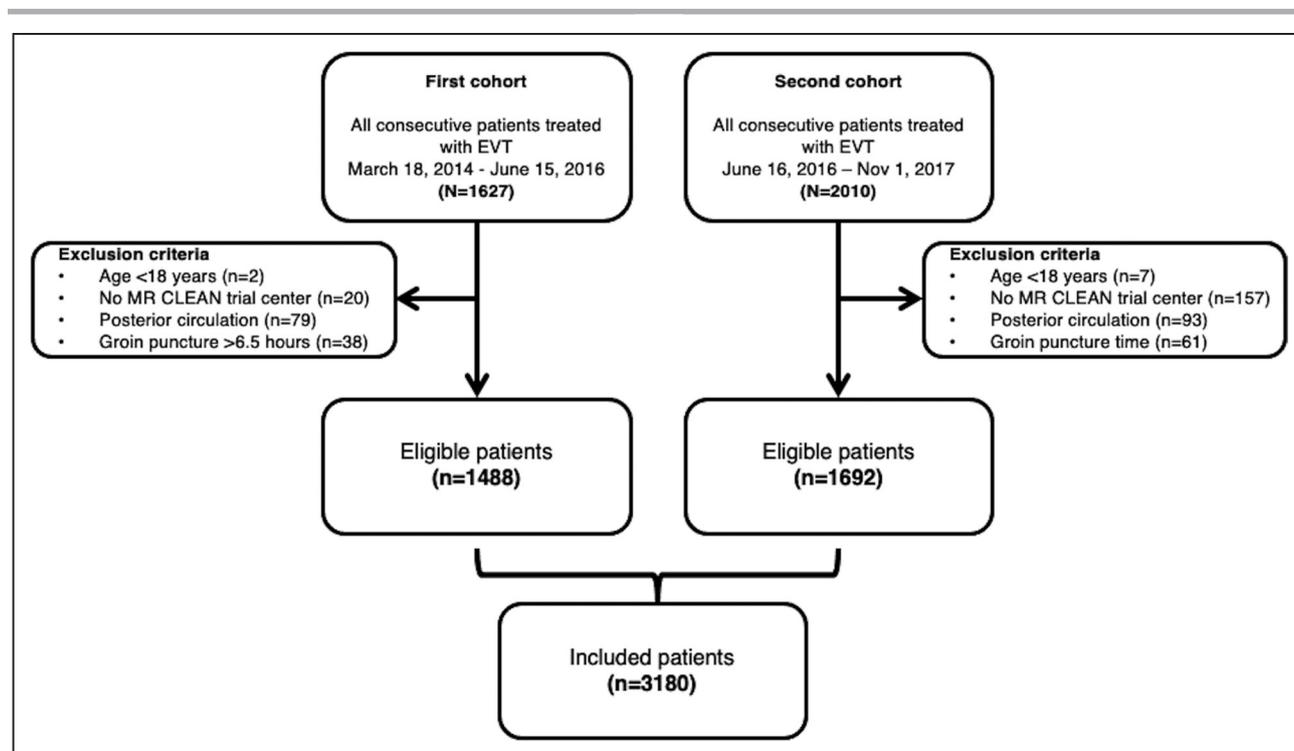 First cohort
All consecutive patients treated
with EVT
March 18, 2014 - June 15, 2016
(N=1627)
Second cohort
All consecutive patients treated
with EVT
June 16, 2016 – Nov 1, 2017
(N=2010)
Exclusion criteria
• Age <18 years (n=2)
• No MR CLEAN trial center (n=20)
• Posterior circulation (n=79)
• Groin puncture >6.5 hours (n=38)
Exclusion criteria
• Age <18 years (n=7)
• No MR CLEAN trial center (n=157)
• Posterior circulation (n=93)
• Groin puncture time (n=61)
Eligible patients
(n=1488)
Eligible patients
(n=1692)
Included patients
(n=3180)